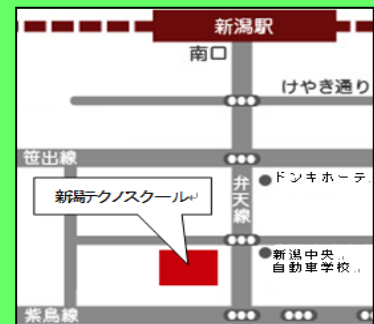 新潟駅
南口
けやき通り
笹出線
新潟テクノスクール
弁天線
ドンキホーテ
新潟中央
自動車学校
紫鳥線